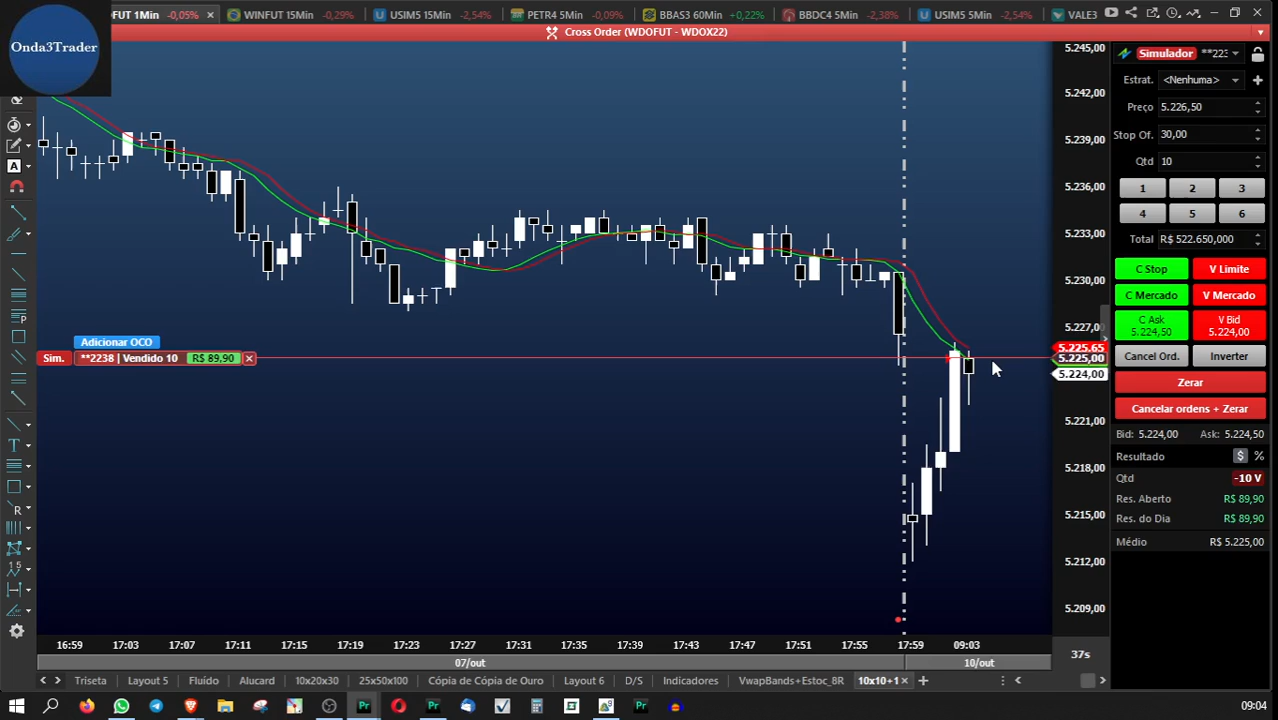 DOFUT 1Min -0,05% ×
WINFUT 15Min -0,29%
USIM5 15Min -2,54%
PETR4 5Min -0,09%
BBAS3 60Min +0,22%
BBDC4 5Min -2,38%
USIM5 5Min -2,54%
VALE3
Onda3Trader
Cross Order (WDOFUT - WDOX22)
5.245,00
5.242,00
5.239,00
5.236,00
5.233,00
5.230,00
5.227,00
5.225,65
5.225,00
5.224,00
5.221,00
5.218,00
5.215,00
5.212,00
5.209,00
Adicionar OCO
Sim. **2238 | Vendido 10 R$ 89,90 ×
Simulador **223
Estrat. <Nenhuma>
Preço 5.226,50
Stop Of. 30,00
Qtd 10
1 2 3
4 5 6
Total R$ 522.650,000
C Stop V Limite
C Mercado V Mercado
C Ask V Bid
5.224,50 5.224,00
Cancel Ord. Inverter
Zerar
Cancelar ordens + Zerar
Bid: 5.224,00 Ask: 5.224,50
Resultado $ %
Qtd -10 V
Res. Aberto R$ 89,90
Res. do Dia R$ 89,90
Médio R$ 5.225,00
16:59 17:03 17:07 17:11 17:15 17:19 17:23 17:27 17:31 17:35 17:39 17:43 17:47 17:51 17:55 17:59 09:03
37s
07/out 10/out
Triseta Layout 5 Fluído Alucard 10x20x30 25x50x100 Cópia de Cópia de Ouro Layout 6 D/S Indicadores VwapBands+Estoc_8R 10x10+1 ×
09:04